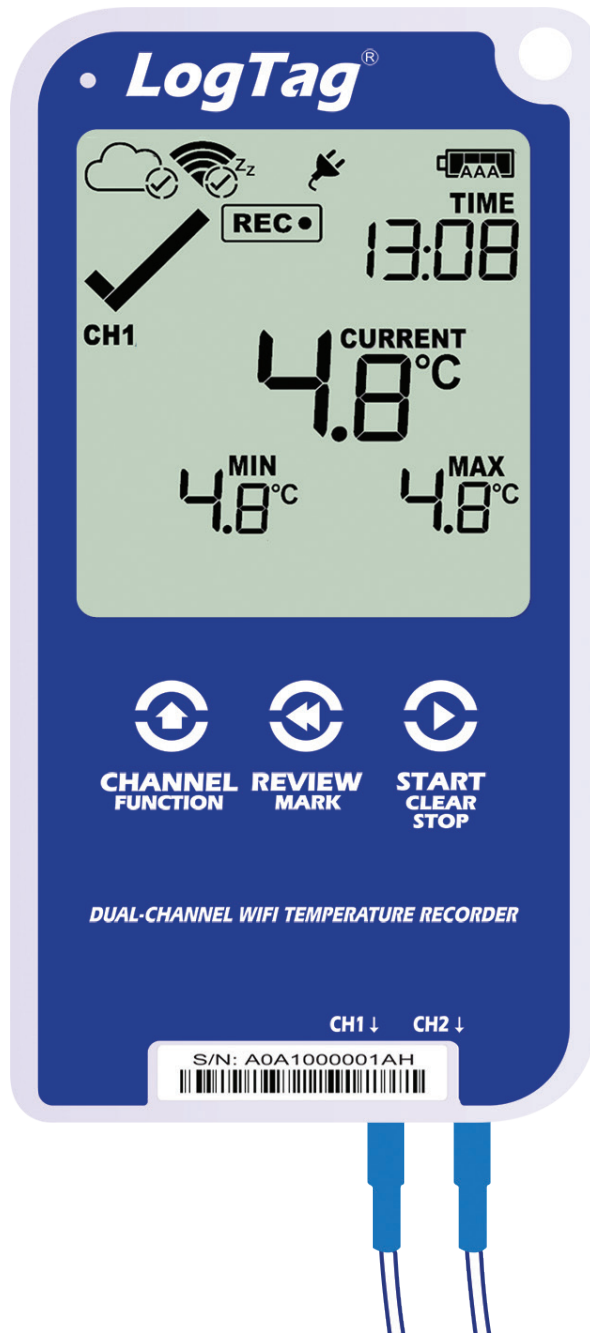 LogTag®
Zz
AAA
TIME
REC
13:08
CH1
CURRENT
4.8°C
MIN
4.8°C
MAX
4.8°C
CHANNEL
FUNCTION
REVIEW
MARK
START
CLEAR
STOP
DUAL-CHANNEL WIFI TEMPERATURE RECORDER
CH1↓ CH2↓
S/N: A0A1000001AH